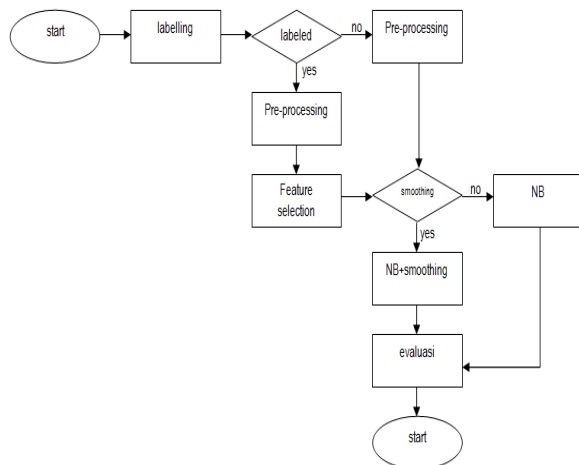 start
labelling
labeled
no
Pre-processing
yes
Pre-processing
Feature
selection
smoothing
no
NB
yes
NB+smoothing
evaluasi
start